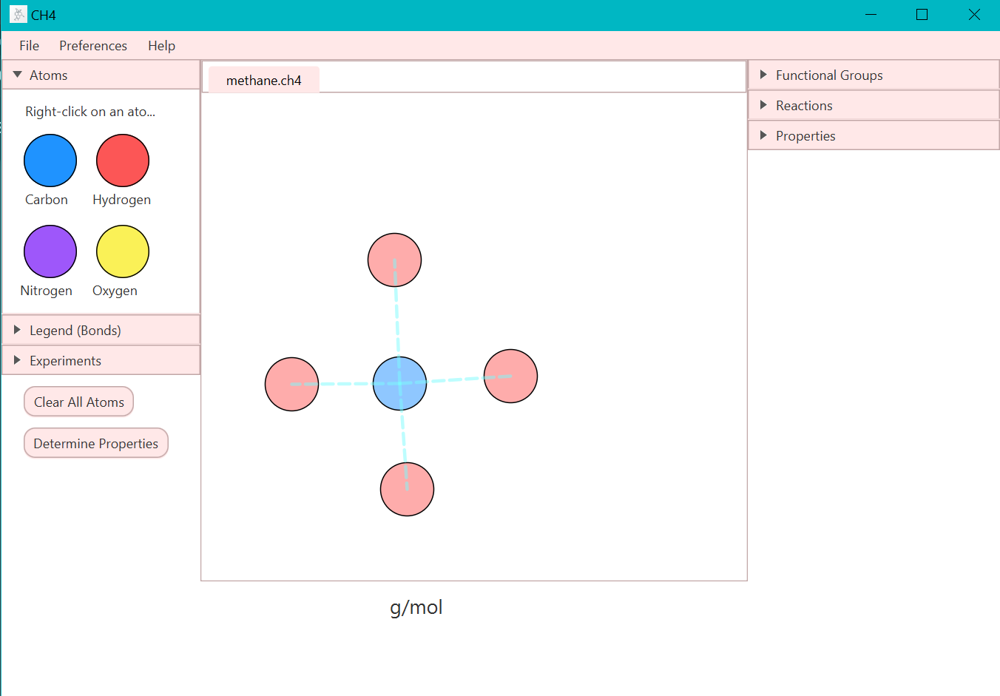 CH4
File Preferences Help
Atoms
Right-click on an ato...
Carbon Hydrogen
Nitrogen Oxygen
Legend (Bonds)
Experiments
Clear All Atoms
Determine Properties
methane.ch4
g/mol
Functional Groups
Reactions
Properties